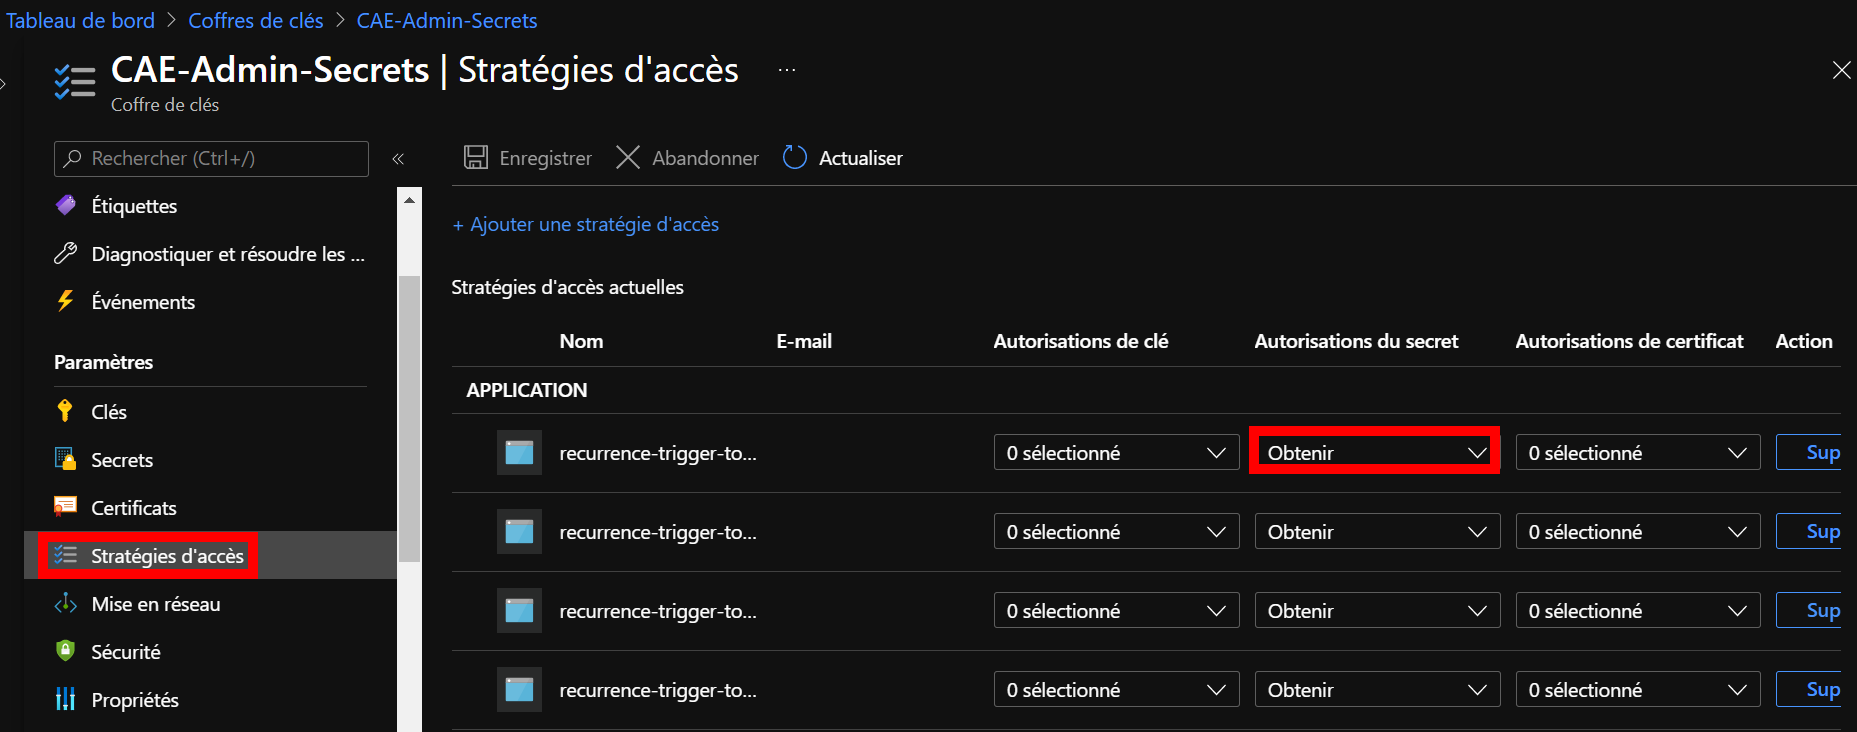 Tableau de bord > Coffres de clés > CAE-Admin-Secrets
CAE-Admin-Secrets | Stratégies d'accès ...
Coffre de clés
Rechercher (Ctrl+/)
«
Étiquettes
Diagnostiquer et résoudre les ...
Événements
Paramètres
Clés
Secrets
Certificats
Stratégies d'accès
Mise en réseau
Sécurité
Propriétés
Enregistrer Abandonner Actualiser
+ Ajouter une stratégie d'accès
Stratégies d'accès actuelles
Nom E-mail Autorisations de clé Autorisations du secret Autorisations de certificat Action
APPLICATION
recurrence-trigger-to... 0 sélectionné Obtenir 0 sélectionné Sup
recurrence-trigger-to... 0 sélectionné Obtenir 0 sélectionné Sup
recurrence-trigger-to... 0 sélectionné Obtenir 0 sélectionné Sup
recurrence-trigger-to... 0 sélectionné Obtenir 0 sélectionné Sup